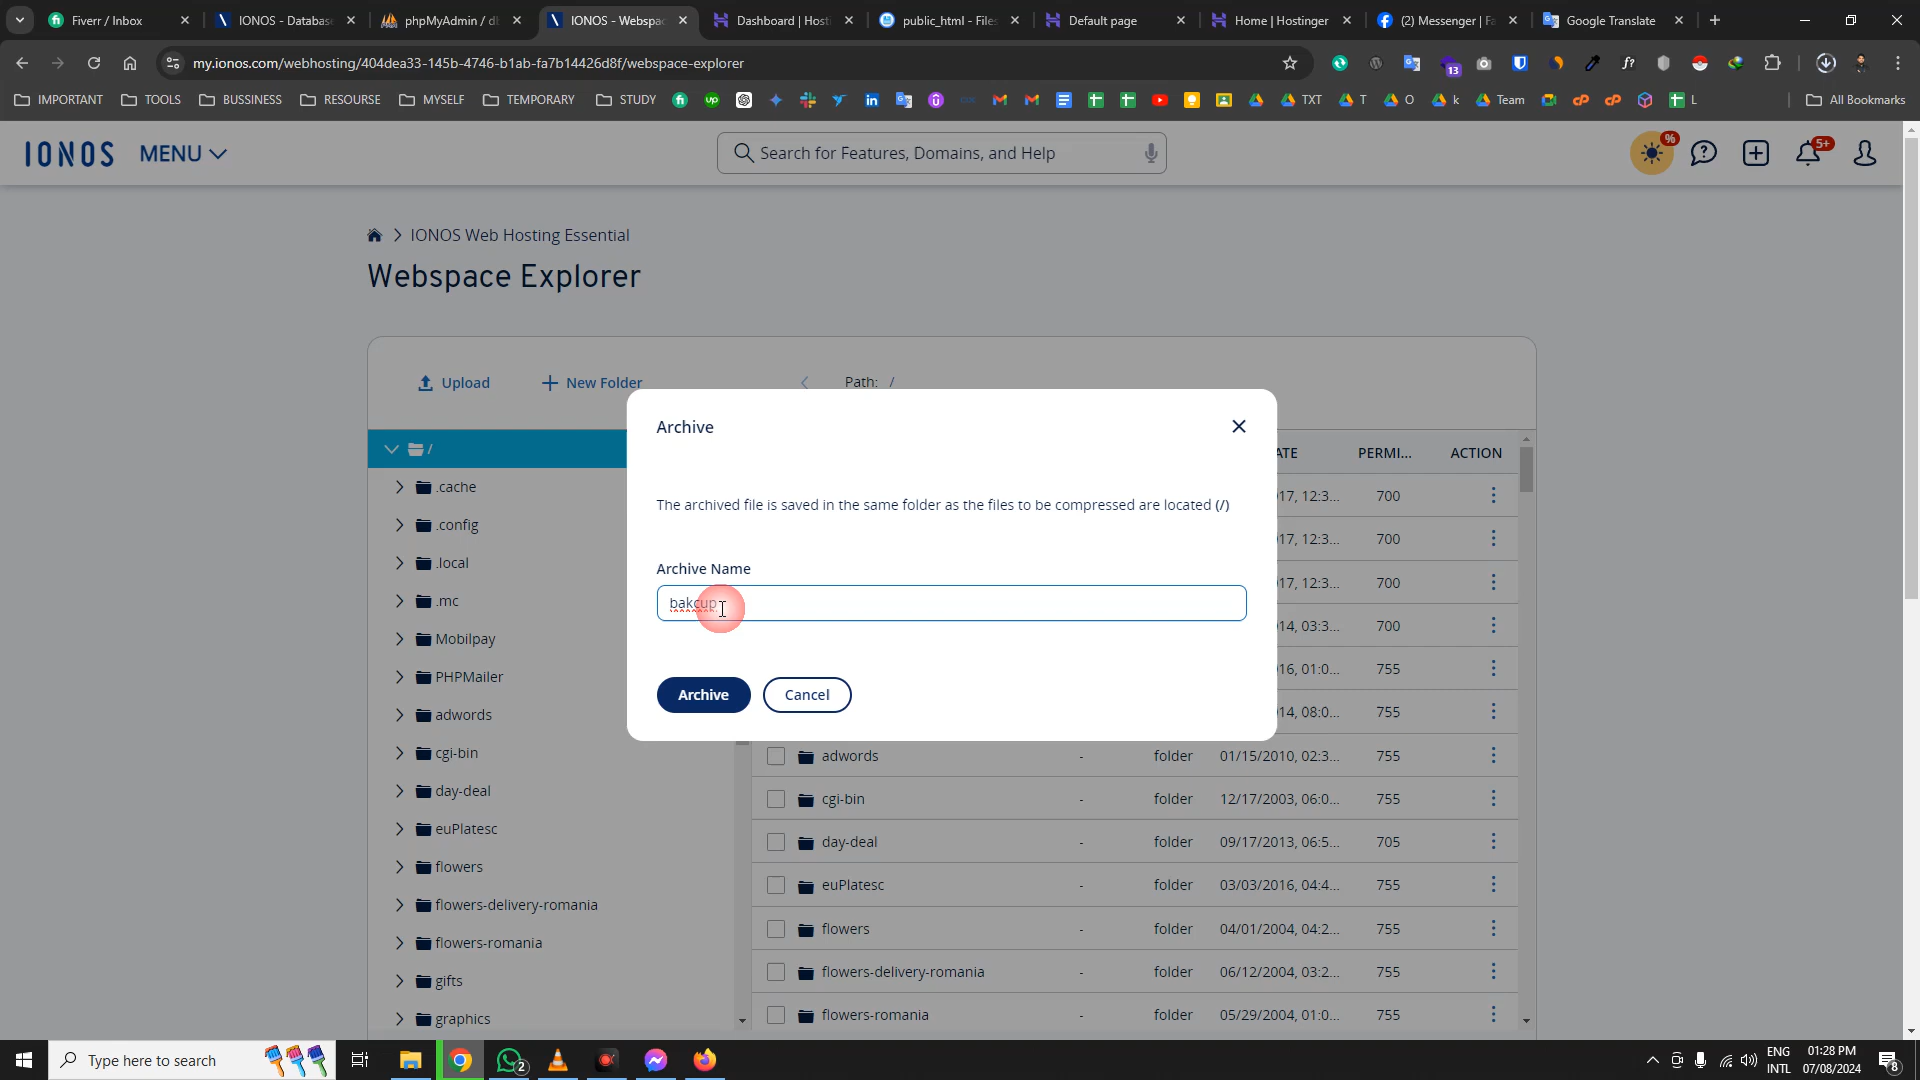 Fiverr / Inbox
IONOS - Databas
phpMyAdmin / d
IONOS - Webspac
Dashboard | Host
public_html - Files
Default page
Home | Hostinger
(2) Messenger | Fa
Google Translate
my.ionos.com/webhosting/404dea33-145b-4746-b1ab-fa7b14426d8f/webspace-explorer
13
f?
IMPORTANT
TOOLS
BUSSINESS
RESOURSE
MYSELF
TEMPORARY
STUDY
TXT
T
O
k
Team
L
All Bookmarks
IONOS
MENU
Search for Features, Domains, and Help
%
5+
IONOS Web Hosting Essential
Webspace Explorer
Upload
New Folder
Path: /
Archive
The archived file is saved in the same folder as the files to be compressed are located (/)
Archive Name
bakcup
Archive
Cancel
/
.cache
.config
.local
.mc
Mobilpay
PHPMailer
adwords
cgi-bin
day-deal
euPlatesc
flowers
flowers-delivery-romania
flowers-romania
gifts
graphics
ATE PERMI... ACTION
17, 12:3... 700
17, 12:3... 700
17, 12:3... 700
14, 03:3... 700
16, 01:0... 755
14, 08:0... 755
adwords - folder 01/15/2010, 02:3... 755
cgi-bin - folder 12/17/2003, 06:0... 755
day-deal - folder 09/17/2013, 06:5... 705
euPlatesc - folder 03/03/2016, 04:4... 755
flowers - folder 04/01/2004, 04:2... 755
flowers-delivery-romania - folder 06/12/2004, 03:2... 755
flowers-romania - folder 05/29/2004, 01:0... 755
Type here to search
2
ENG
INTL
01:28 PM
07/08/2024
8